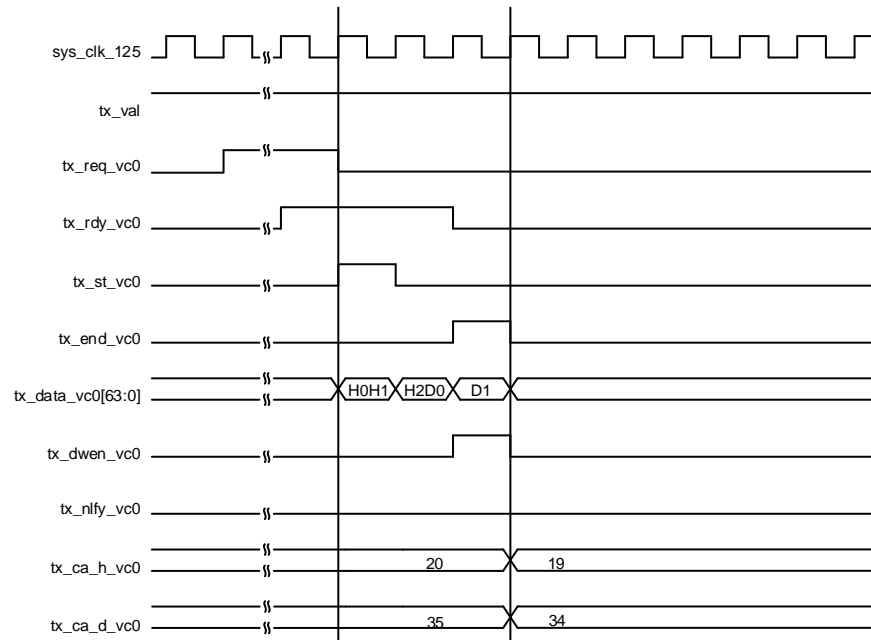 sys_clk_125
tx_val
tx_req_vc0
tx_rdy_vc0
tx_st_vc0
tx_end_vc0
tx_data_vc0[63:0] H0H1 H2D0 D1
tx_dwen_vc0
tx_nlfy_vc0
tx_ca_h_vc0 20 19
tx_ca_d_vc0 35 34